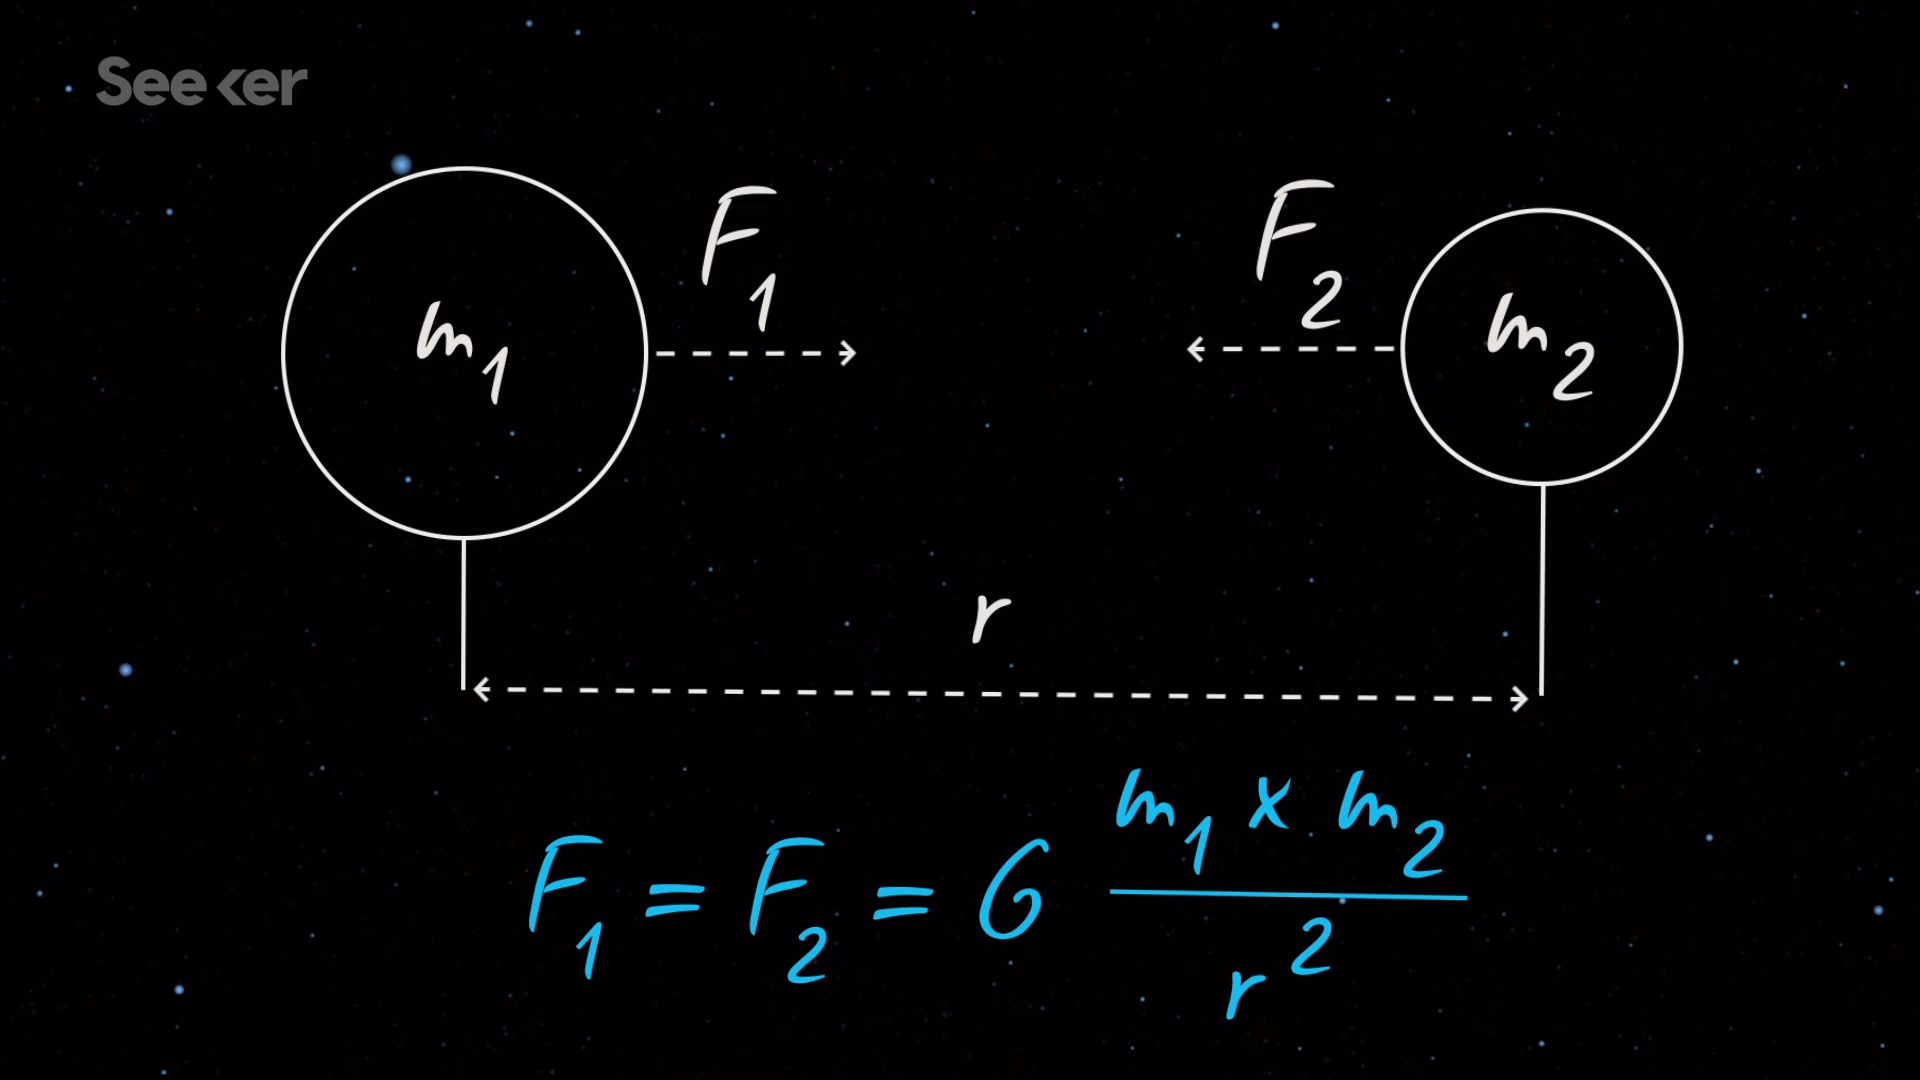 Seeker
F₁
F₂
m₁
m₂
r
F₁ = F₂ = G m₁ x m₂ / r²